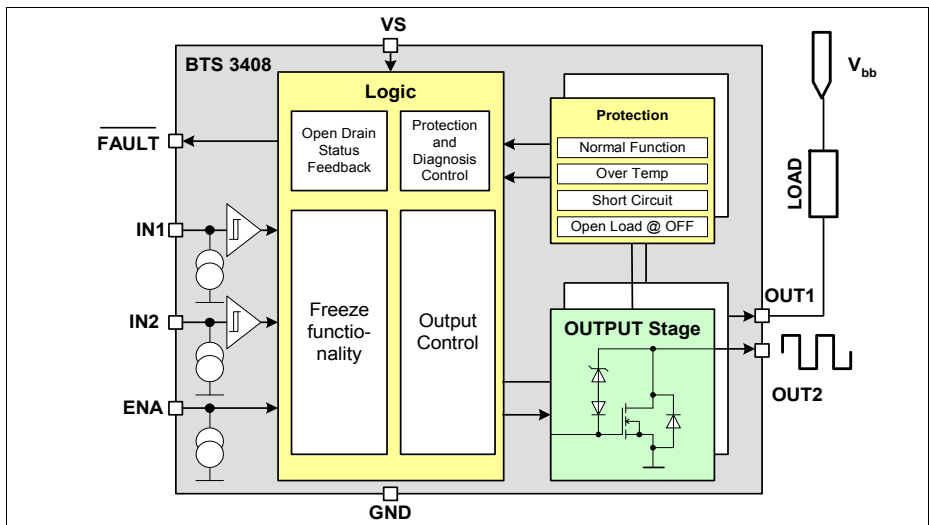 VS
BTS 3408
Logic
Open Drain
Status
Feedback
Protection
and
Diagnosis
Control
Protection
Normal Function
Over Temp
Short Circuit
Open Load @ OFF
V_bb
LOAD
FAULT
IN1
IN2
ENA
Freeze
functio-
nality
Output
Control
OUTPUT Stage
OUT1
OUT2
GND